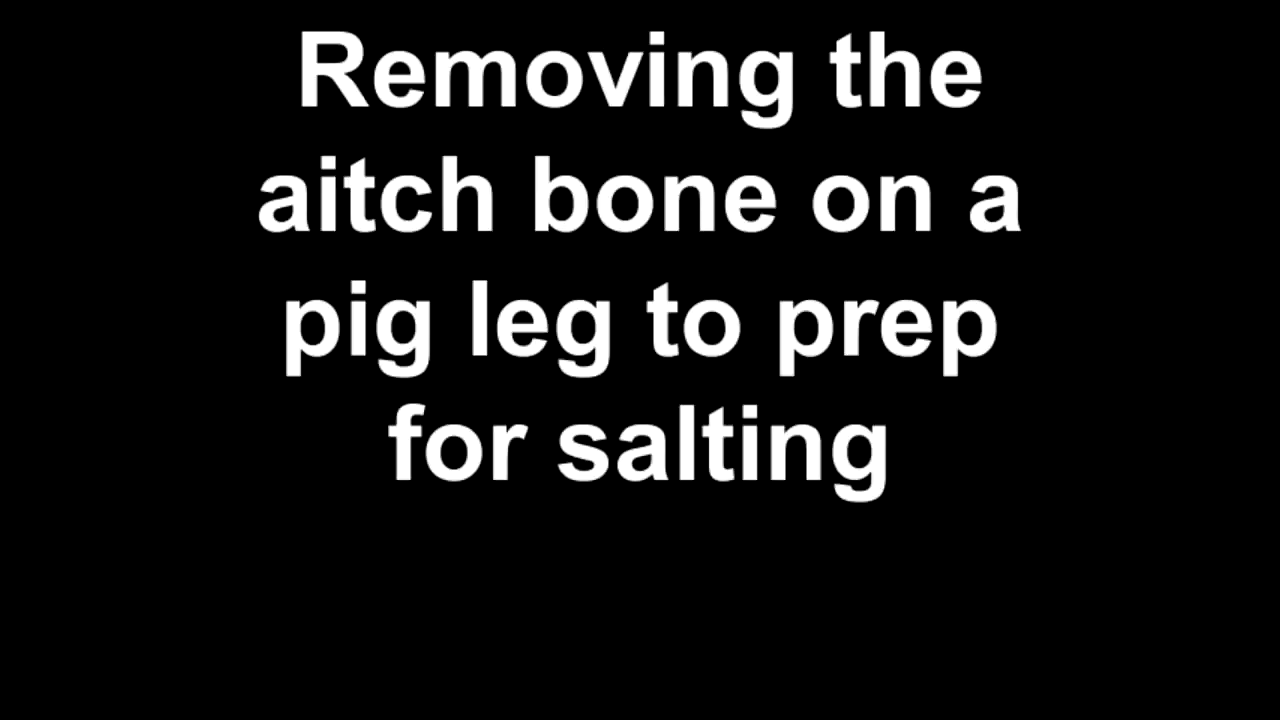 Removing the
aitch bone on a
pig leg to prep
for salting